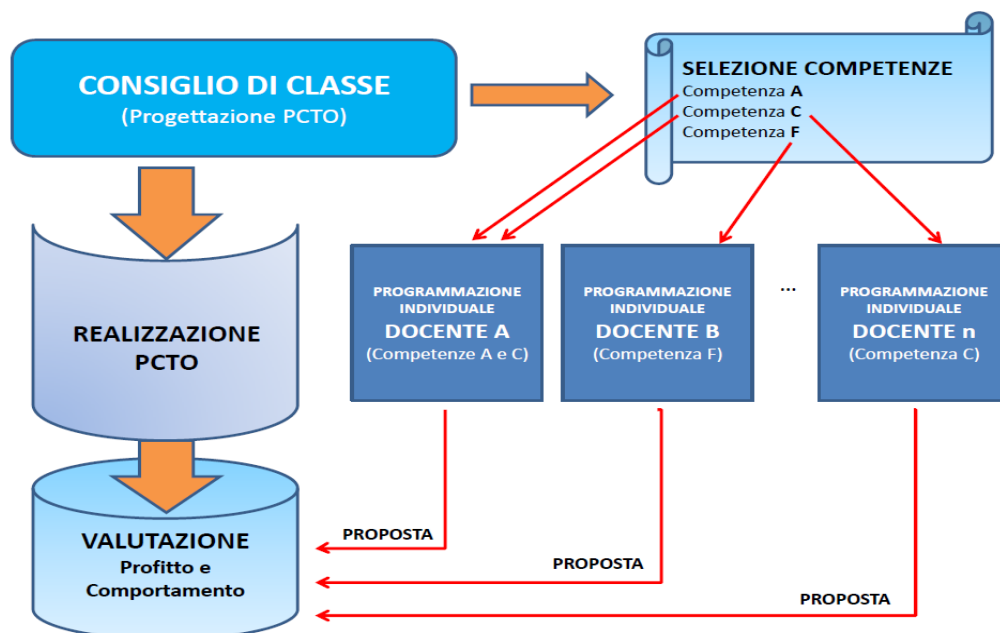 CONSIGLIO DI CLASSE
(Progettazione PCTO)
SELEZIONE COMPETENZE
Competenza A
Competenza C
Competenza F
REALIZZAZIONE
PCTO
PROGRAMMAZIONE
INDIVIDUALE
DOCENTE A
(Competenze A e C)
PROGRAMMAZIONE
INDIVIDUALE
DOCENTE B
(Competenza F)
...
PROGRAMMAZIONE
INDIVIDUALE
DOCENTE n
(Competenza C)
VALUTAZIONE
Profitto e
Comportamento
PROPOSTA
PROPOSTA
PROPOSTA